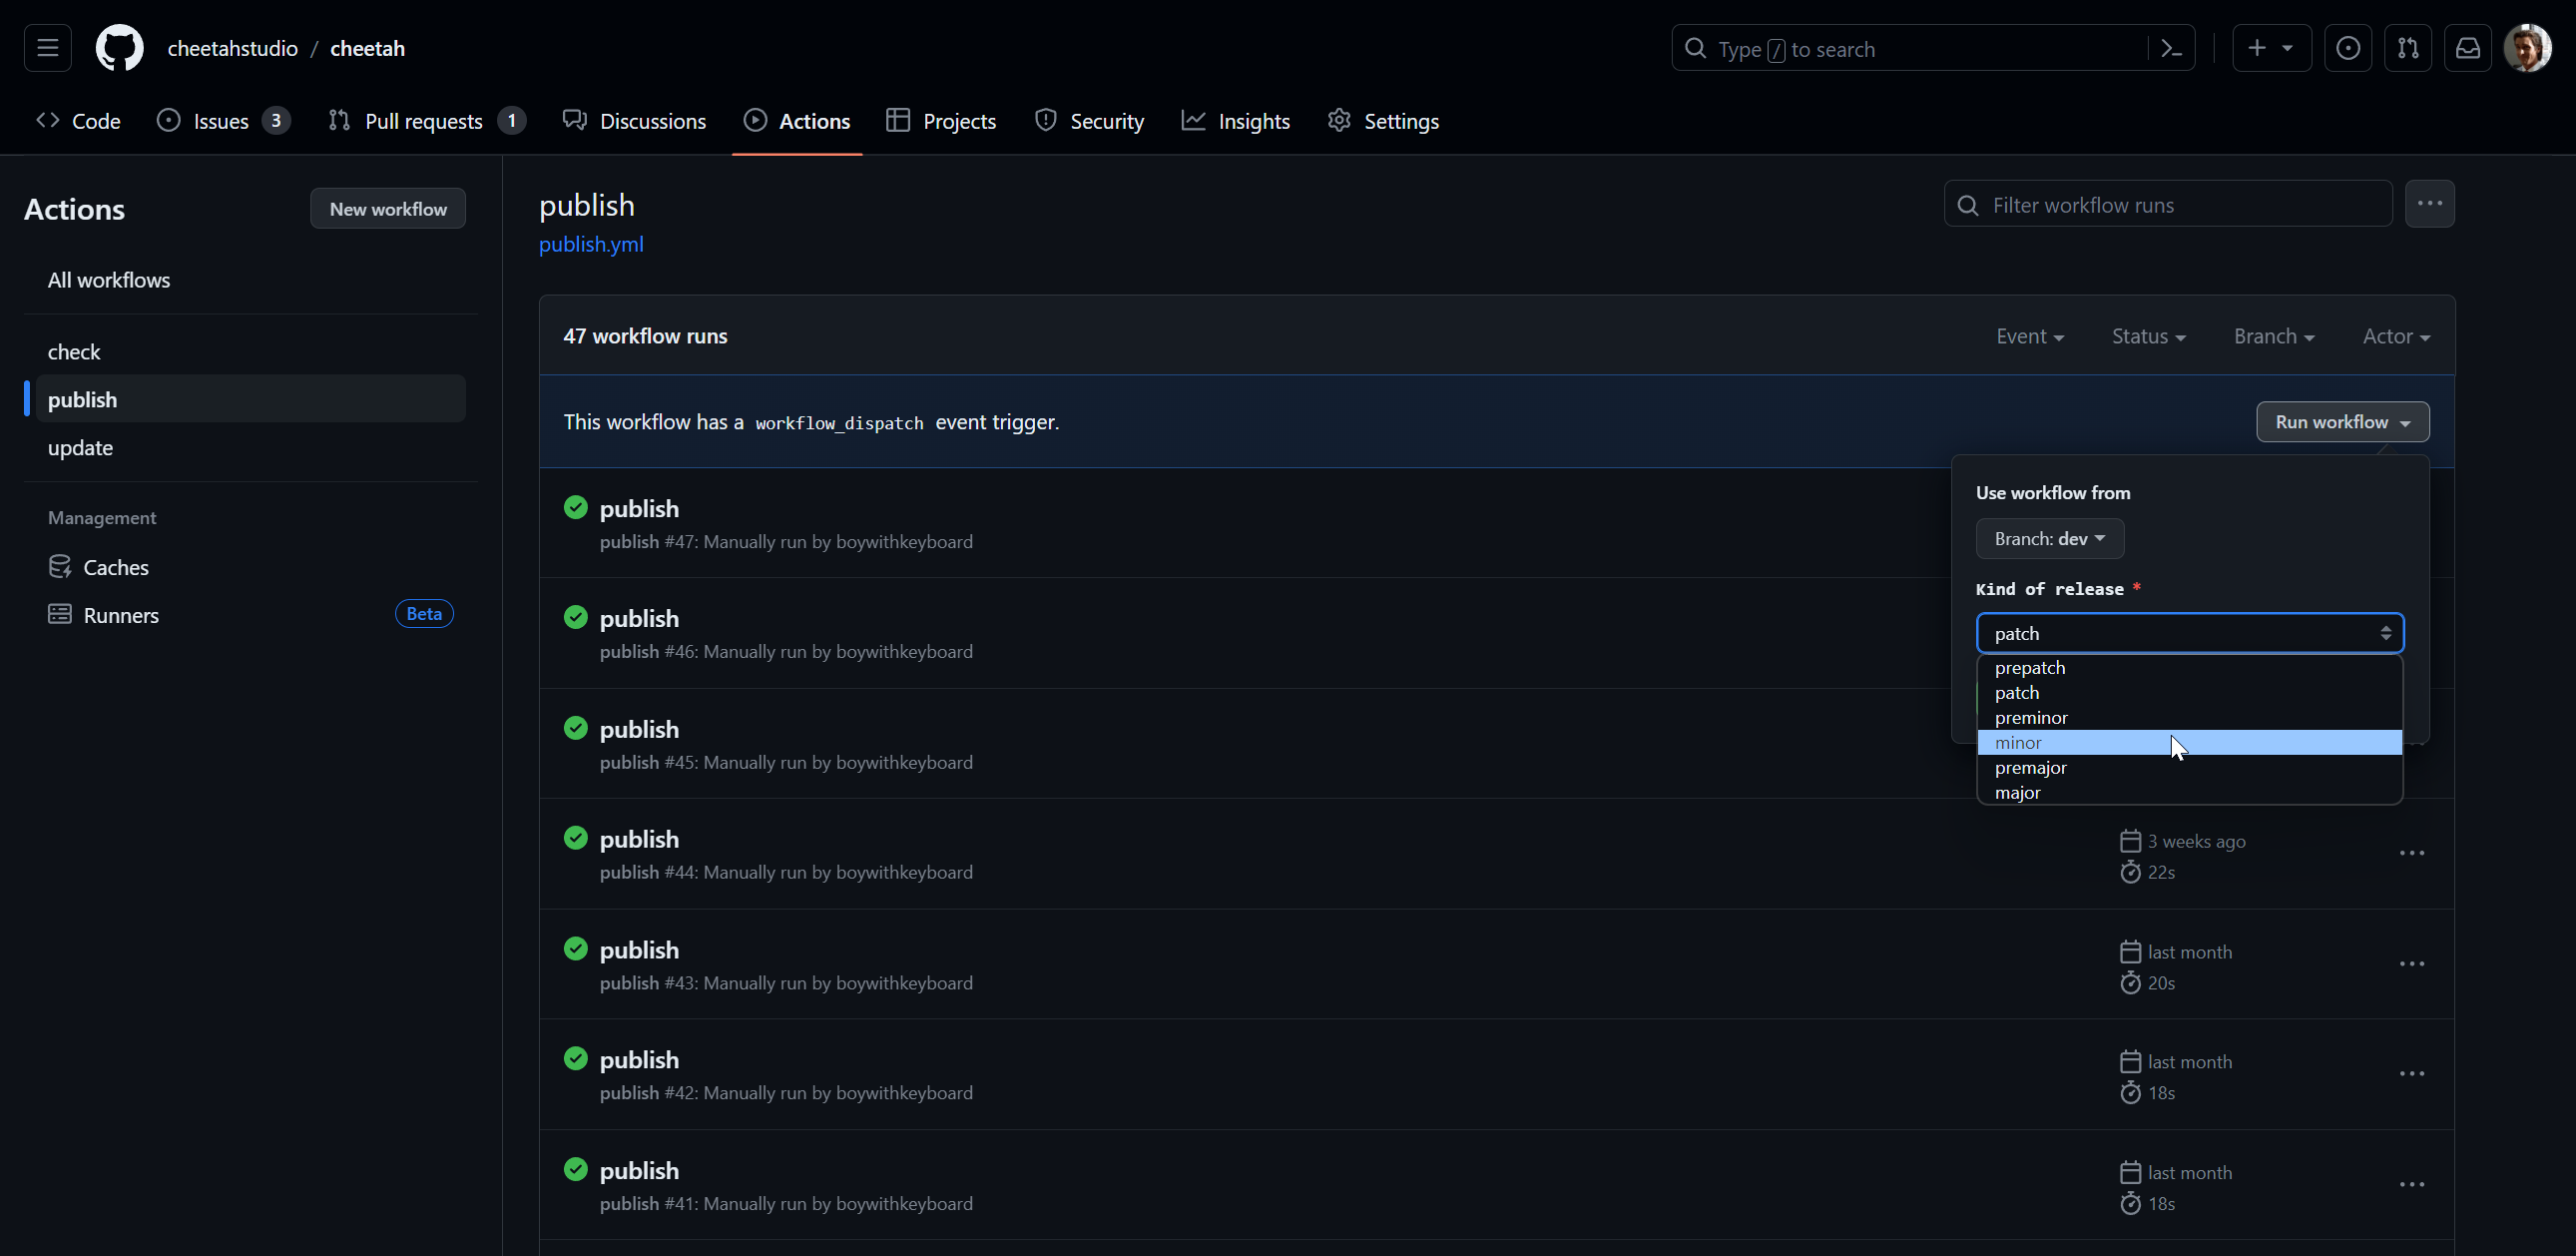 cheetahstudio / cheetah
Type / to search
Code
Issues 3
Pull requests 1
Discussions
Actions
Projects
Security
Insights
Settings
Actions
New workflow
All workflows
check
publish
update
Management
Caches
Runners Beta
publish
publish.yml
Filter workflow runs
47 workflow runs
Event
Status
Branch
Actor
This workflow has a workflow_dispatch event trigger.
Run workflow
Use workflow from
Branch: dev
Kind of release *
patch
prepatch
patch
preminor
minor
premajor
major
publish
publish #47: Manually run by boywithkeyboard
publish
publish #46: Manually run by boywithkeyboard
publish
publish #45: Manually run by boywithkeyboard
publish
publish #44: Manually run by boywithkeyboard
3 weeks ago
22s
publish
publish #43: Manually run by boywithkeyboard
last month
20s
publish
publish #42: Manually run by boywithkeyboard
last month
18s
publish
publish #41: Manually run by boywithkeyboard
last month
18s